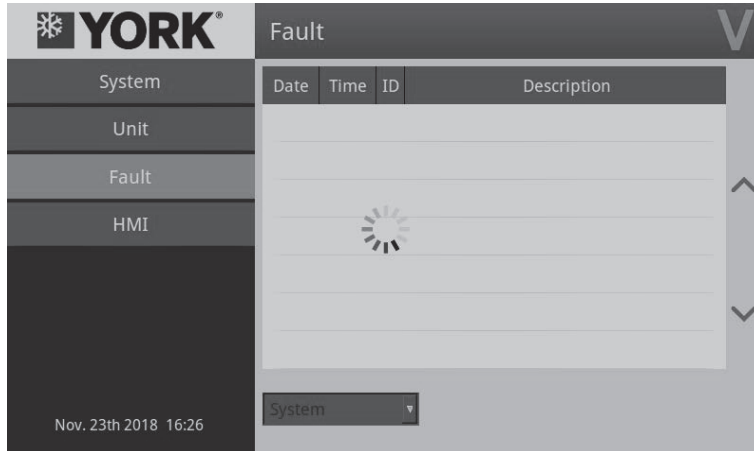 YORK®
Fault
V
System
Unit
Fault
HMI
Date Time ID Description
System
Nov. 23th 2018 16:26